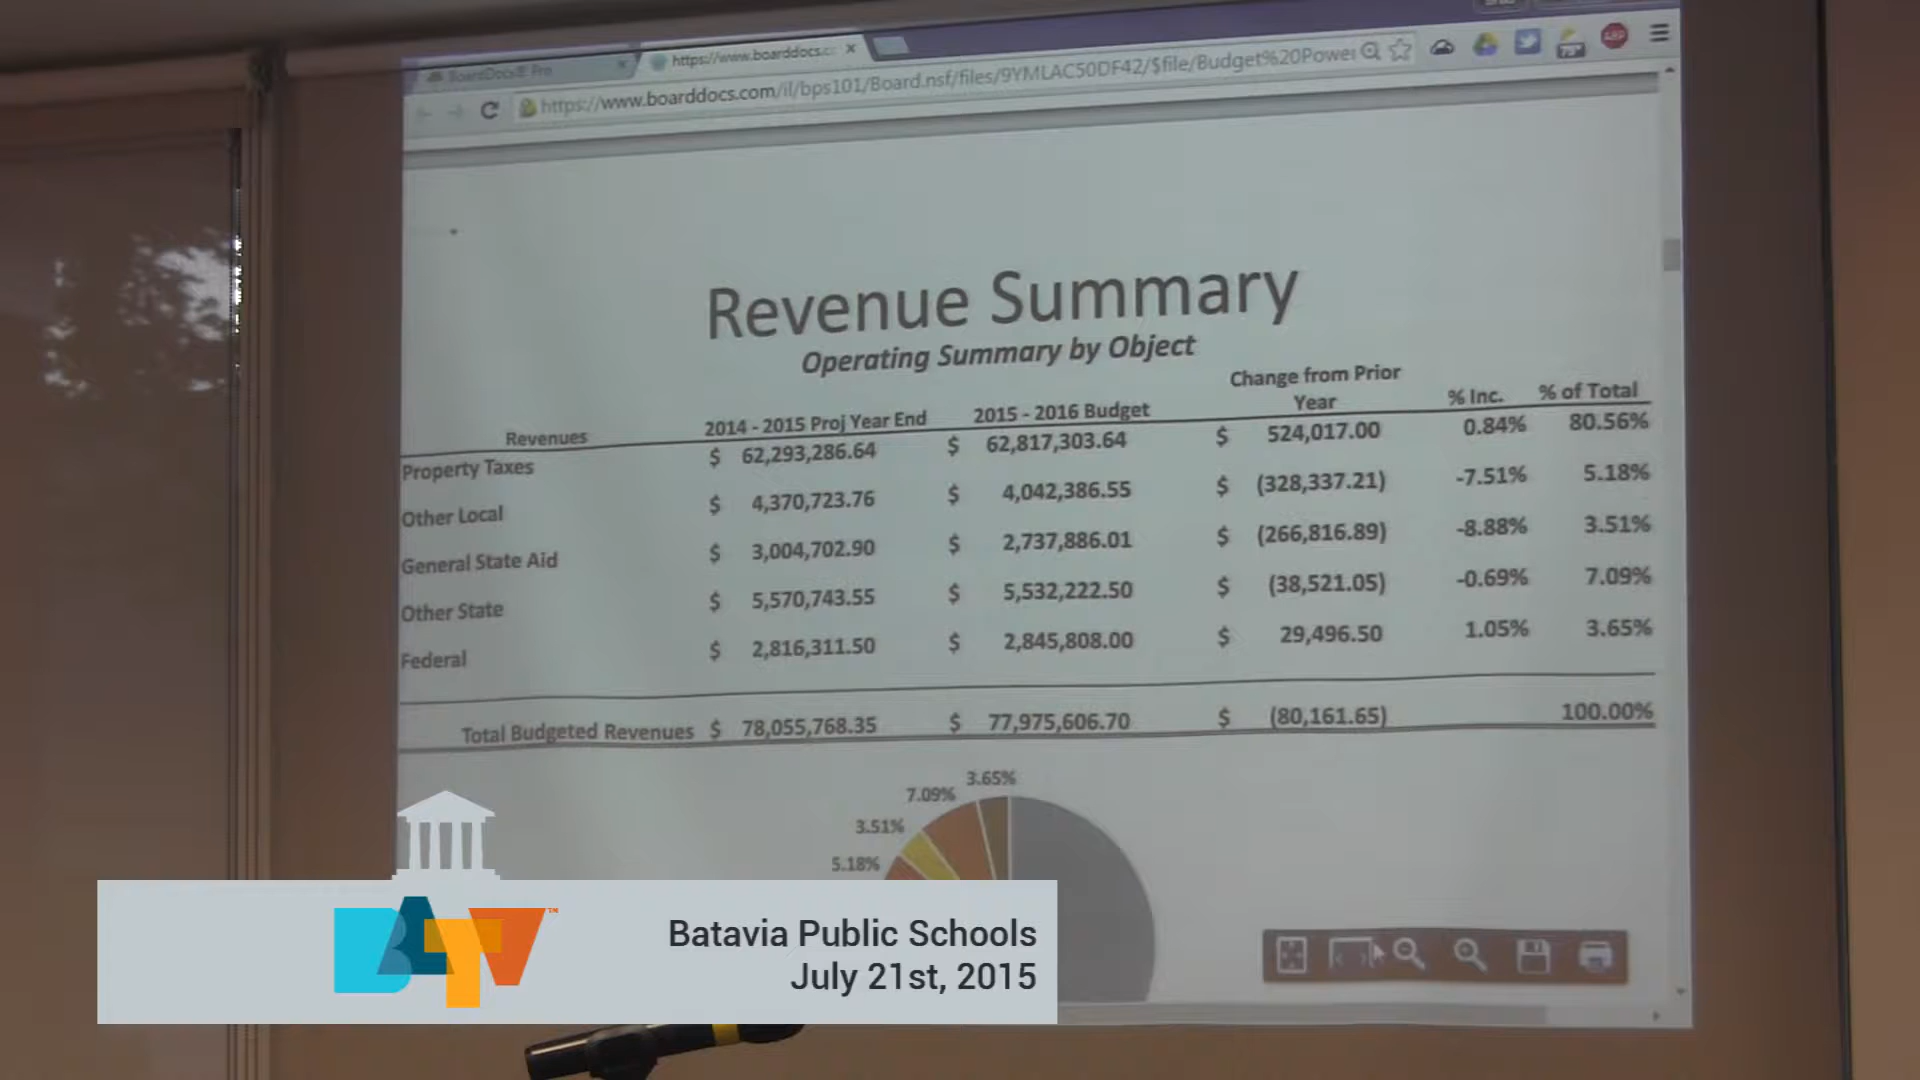 BoardDocs® Pro
https://www.boarddocs.c
https://www.boarddocs.com/il/bps101/Board.nsf/files/9YMLAC50DF42/$file/Budget%20Power
ABP
Revenue Summary
Operating Summary by Object
Revenues 2014 - 2015 Proj Year End 2015 - 2016 Budget Change from Prior Year % Inc. % of Total
Property Taxes $ 62,293,286.64 $ 62,817,303.64 $ 524,017.00 0.84% 80.56%
Other Local $ 4,370,723.76 $ 4,042,386.55 $ (328,337.21) -7.51% 5.18%
General State Aid $ 3,004,702.90 $ 2,737,886.01 $ (266,816.89) -8.88% 3.51%
Other State $ 5,570,743.55 $ 5,532,222.50 $ (38,521.05) -0.69% 7.09%
Federal $ 2,816,311.50 $ 2,845,808.00 $ 29,496.50 1.05% 3.65%
Total Budgeted Revenues $ 78,055,768.35 $ 77,975,606.70 $ (80,161.65) 100.00%
3.65%
7.09%
3.51%
5.18%
BATV™
Batavia Public Schools
July 21st, 2015